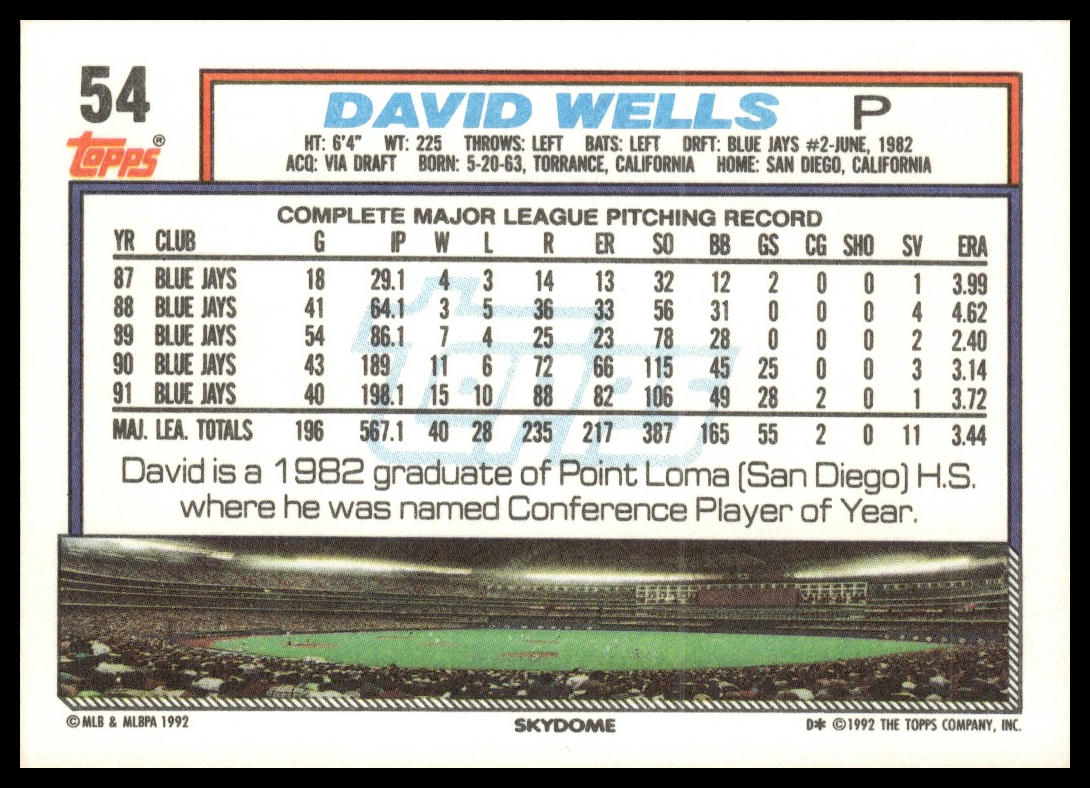 54
Topps®
DAVID WELLS P
HT: 6'4" WT: 225 THROWS: LEFT BATS: LEFT DRFT: BLUE JAYS #2-JUNE, 1982
ACQ: VIA DRAFT BORN: 5-20-63, TORRANCE, CALIFORNIA HOME: SAN DIEGO, CALIFORNIA
COMPLETE MAJOR LEAGUE PITCHING RECORD
YR CLUB G IP W L R ER SO BB GS CG SHO SV ERA
87 BLUE JAYS 18 29.1 4 3 14 13 32 12 2 0 0 1 3.99
88 BLUE JAYS 41 64.1 3 5 36 33 56 31 0 0 0 4 4.62
89 BLUE JAYS 54 86.1 7 4 25 23 78 28 0 0 0 2 2.40
90 BLUE JAYS 43 189 11 6 72 66 115 45 25 0 0 3 3.14
91 BLUE JAYS 40 198.1 15 10 88 82 106 49 28 2 0 1 3.72
MAJ. LEA. TOTALS 196 567.1 40 28 235 217 387 165 55 2 0 11 3.44
Topps
David is a 1982 graduate of Point Loma (San Diego) H.S.
where he was named Conference Player of Year.
© MLB & MLBPA 1992
SKYDOME
D* © 1992 THE TOPPS COMPANY, INC.